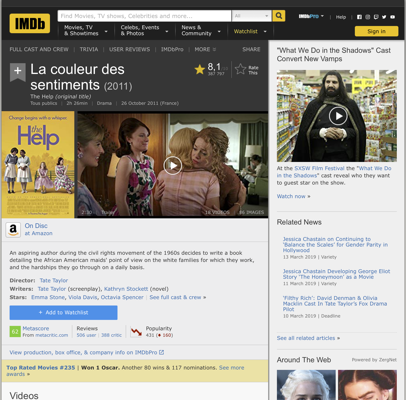 IMDb
Find Movies, TV shows, Celebrities and more...
All
IMDbPro
Help
Movies, TV & Showtimes
Celebs, Events & Photos
News & Community
Watchlist
Sign in
FULL CAST AND CREW | TRIVIA | USER REVIEWS | IMDbPro | MORE
SHARE
La couleur des sentiments (2011)
The Help (original title)
Tous publics | 2h 26min | Drama | 26 October 2011 (France)
8,1
Rate This
Change begins with a whisper.
the Help
16 VIDEOS
IMAGES
On Disc
at Amazon
An aspiring author during the civil rights movement of the 1960s decides to write a book
detailing the African American maids' point of view on the white families for which they work,
and the hardships they go through on a daily basis.
Director: Tate Taylor
Writers: Tate Taylor (screenplay), Kathryn Stockett (novel)
Stars: Emma Stone, Viola Davis, Octavia Spencer | See full cast & crew »
+ Add to Watchlist
62
Metascore
From metacritic.com
Reviews
508 user | 388 critic
Popularity
431 (160)
View production, box office, & company info on IMDbPro
Top Rated Movies #235 | Won 1 Oscar. Another 80 wins & 117 nominations. See more
awards »
Videos
"What We Do in the Shadows" Cast
Convert New Vamps
At the SXSW Film Festival the "What We Do
in the Shadows" cast reveal who they want
to guest star on the show.
Watch now »
Related News
Jessica Chastain on Continuing to
'Balance the Scales' for Gender Parity in
Hollywood
13 March 2019 | Variety
Jessica Chastain Developing George Eliot
Story 'The Honeymoon' as a Movie
11 March 2019 | Variety
'Filthy Rich': David Denman & Olivia
Macklin Cast In Tate Taylor's Fox Drama
Pilot
10 March 2019 | Deadline
See all related articles »
Around The Web
Powered by ZergNet